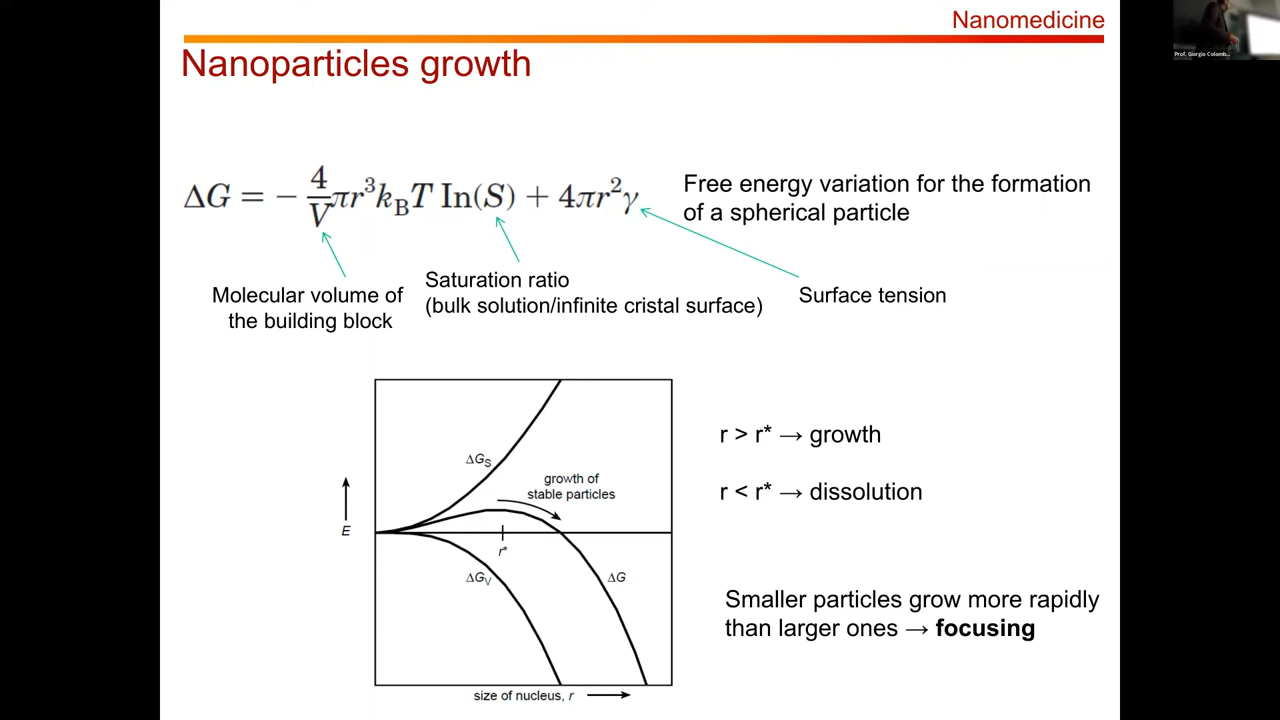 Nanomedicine
Prof. Giorgio Colomb...
Nanoparticles growth
ΔG = − 4/V πr³k_BT In(S) + 4πr²γ
Free energy variation for the formation
of a spherical particle
Molecular volume of
the building block
Saturation ratio
(bulk solution/infinite cristal surface)
Surface tension
ΔG_S
growth of
stable particles
E
r*
ΔG_V
ΔG
size of nucleus, r
r > r* → growth
r < r* → dissolution
Smaller particles grow more rapidly
than larger ones → focusing